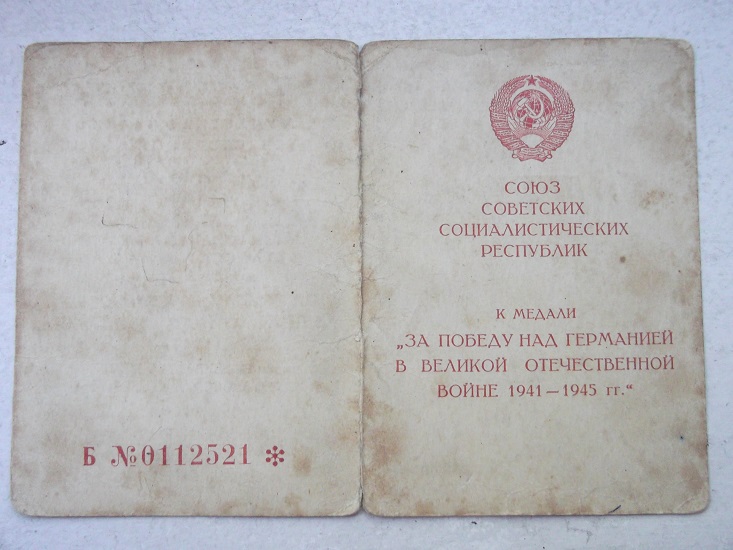 Б №0112521 *
СОЮЗ
СОВЕТСКИХ
СОЦИАЛИСТИЧЕСКИХ
РЕСПУБЛИК
К МЕДАЛИ
„ЗА ПОБЕДУ НАД ГЕРМАНИЕЙ
В ВЕЛИКОЙ ОТЕЧЕСТВЕННОЙ
ВОЙНЕ 1941—1945 гг.“